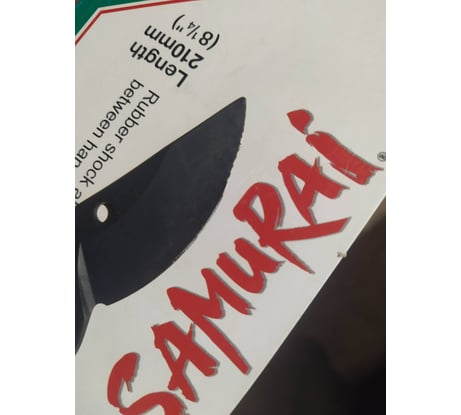 Length
210mm
(8¼")
Rubber shock a
between han
SAMURAI
®